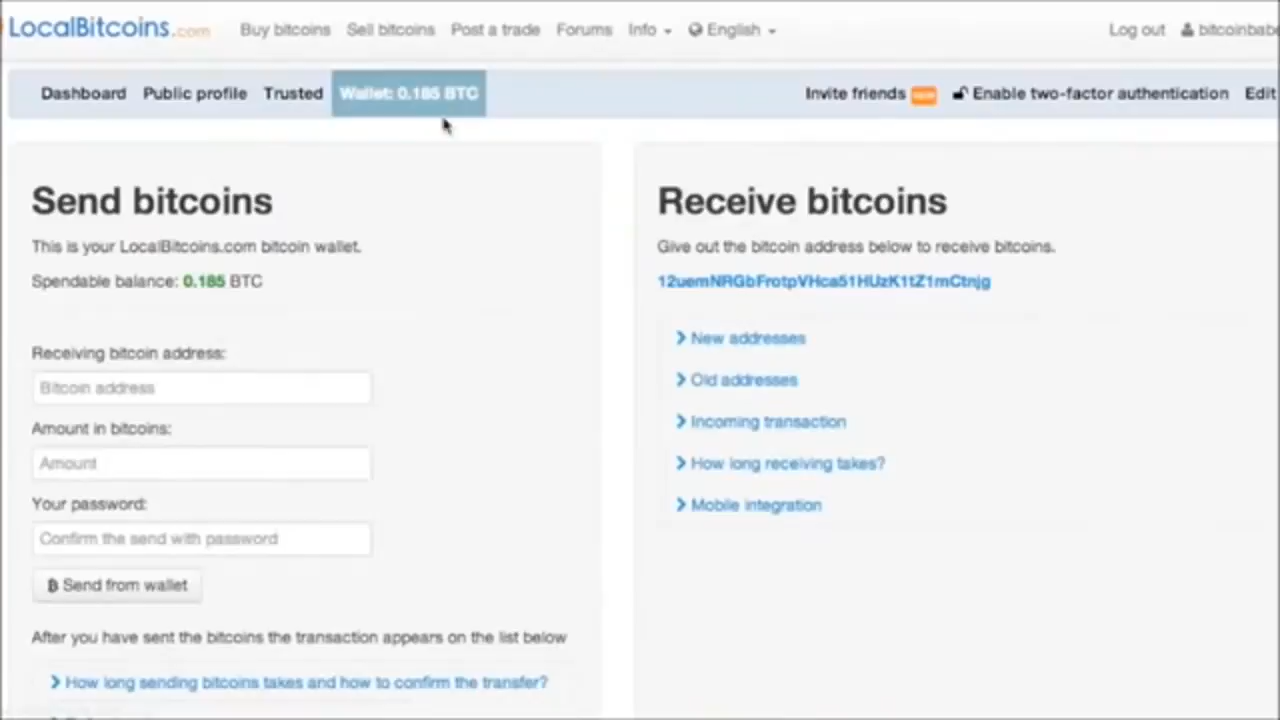 LocalBitcoins.com Buy bitcoins Sell bitcoins Post a trade Forums Info English Log out bitcoinbabe
Dashboard Public profile Trusted Wallet: 0.185 BTC Invite friends new Enable two-factor authentication Edit
Send bitcoins
This is your LocalBitcoins.com bitcoin wallet.
Spendable balance: 0.185 BTC
Receiving bitcoin address:
Bitcoin address
Amount in bitcoins:
Amount
Your password:
Confirm the send with password
Send from wallet
After you have sent the bitcoins the transaction appears on the list below
How long sending bitcoins takes and how to confirm the transfer?
Receive bitcoins
Give out the bitcoin address below to receive bitcoins.
12uemNRGbFrotpVHca51HUzK1tZ1mCtnjg
New addresses
Old addresses
Incoming transaction
How long receiving takes?
Mobile integration